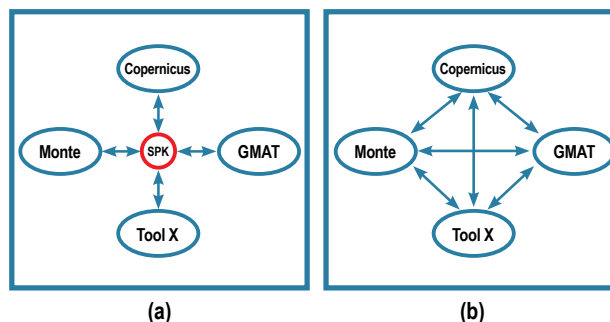 Copernicus
Monte
SPK
GMAT
Tool X
(a)
Copernicus
Monte
GMAT
Tool X
(b)